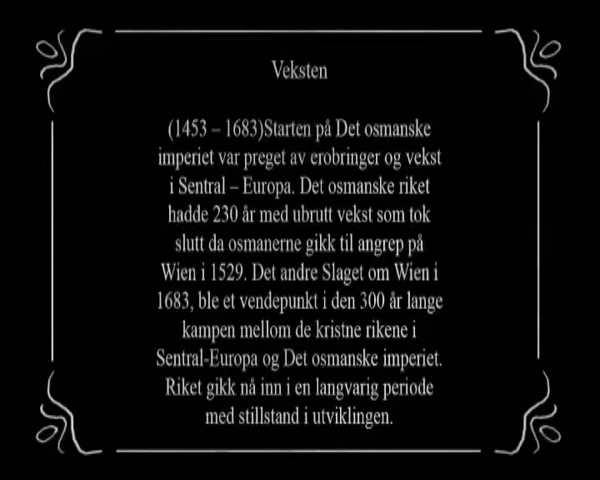 Veksten
(1453 – 1683)Starten på Det osmanske
imperiet var preget av erobringer og vekst
i Sentral – Europa. Det osmanske riket
hadde 230 år med ubrutt vekst som tok
slutt da osmanerne gikk til angrep på
Wien i 1529. Det andre Slaget om Wien i
1683, ble et vendepunkt i den 300 år lange
kampen mellom de kristne rikene i
Sentral-Europa og Det osmanske imperiet.
Riket gikk nå inn i en langvarig periode
med stillstand i utviklingen.